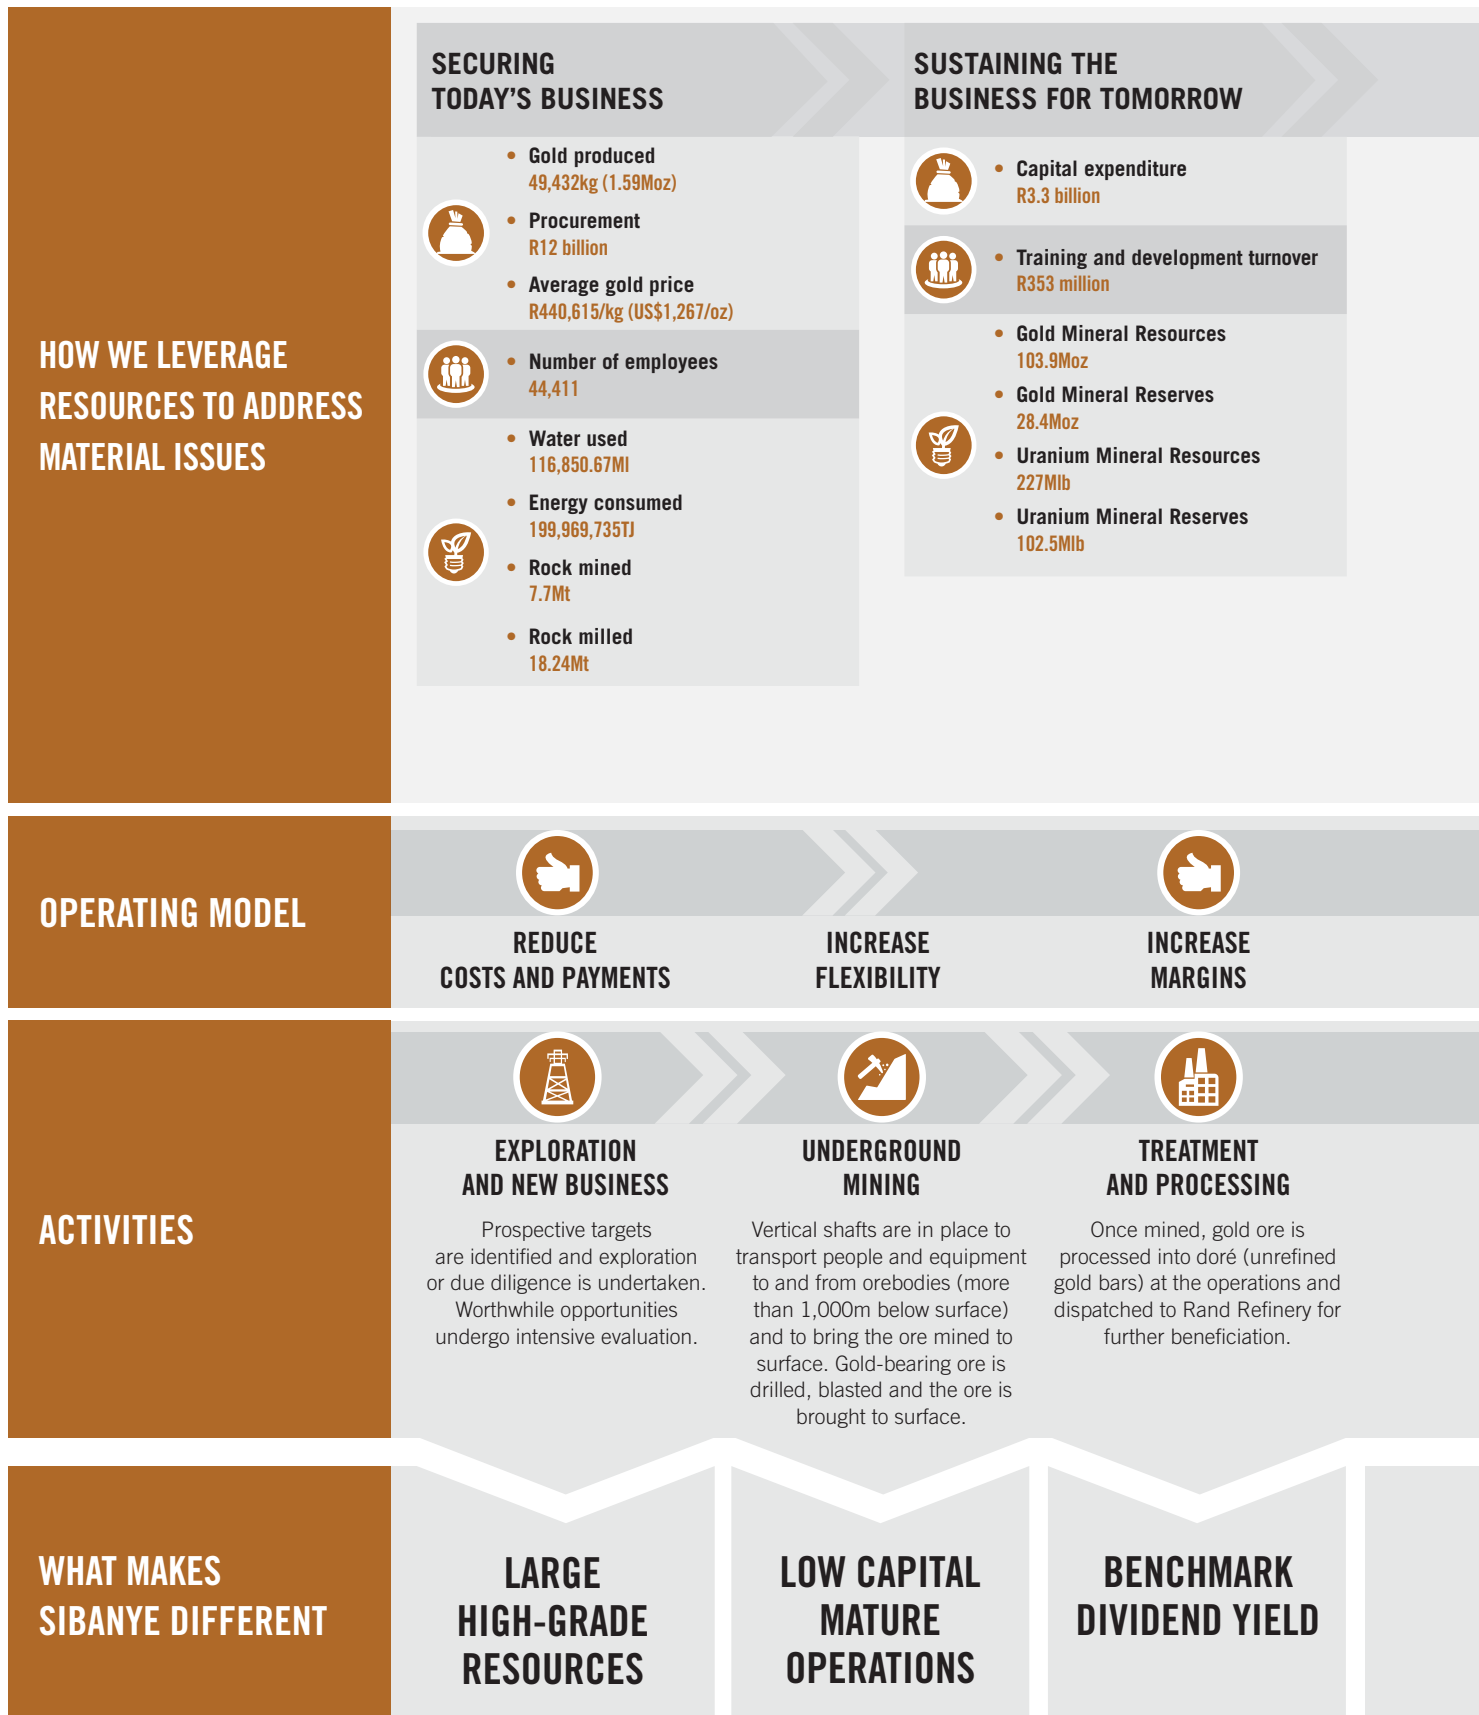 HOW WE LEVERAGE
RESOURCES TO ADDRESS
MATERIAL ISSUES
SECURING
TODAY'S BUSINESS
• Gold produced
49,432kg (1.59Moz)
• Procurement
R12 billion
• Average gold price
R440,615/kg (US$1,267/oz)
• Number of employees
44,411
• Water used
116,850.67Ml
• Energy consumed
199,969,735TJ
• Rock mined
7.7Mt
• Rock milled
18.24Mt
SUSTAINING THE
BUSINESS FOR TOMORROW
• Capital expenditure
R3.3 billion
• Training and development turnover
R353 million
• Gold Mineral Resources
103.9Moz
• Gold Mineral Reserves
28.4Moz
• Uranium Mineral Resources
227Mlb
• Uranium Mineral Reserves
102.5Mlb
OPERATING MODEL
REDUCE
COSTS AND PAYMENTS
INCREASE
FLEXIBILITY
INCREASE
MARGINS
ACTIVITIES
EXPLORATION
AND NEW BUSINESS
Prospective targets
are identified and exploration
or due diligence is undertaken.
Worthwhile opportunities
undergo intensive evaluation.
UNDERGROUND
MINING
Vertical shafts are in place to
transport people and equipment
to and from orebodies (more
than 1,000m below surface)
and to bring the ore mined to
surface. Gold-bearing ore is
drilled, blasted and the ore is
brought to surface.
TREATMENT
AND PROCESSING
Once mined, gold ore is
processed into doré (unrefined
gold bars) at the operations and
dispatched to Rand Refinery for
further beneficiation.
WHAT MAKES
SIBANYE DIFFERENT
LARGE
HIGH-GRADE
RESOURCES
LOW CAPITAL
MATURE
OPERATIONS
BENCHMARK
DIVIDEND YIELD